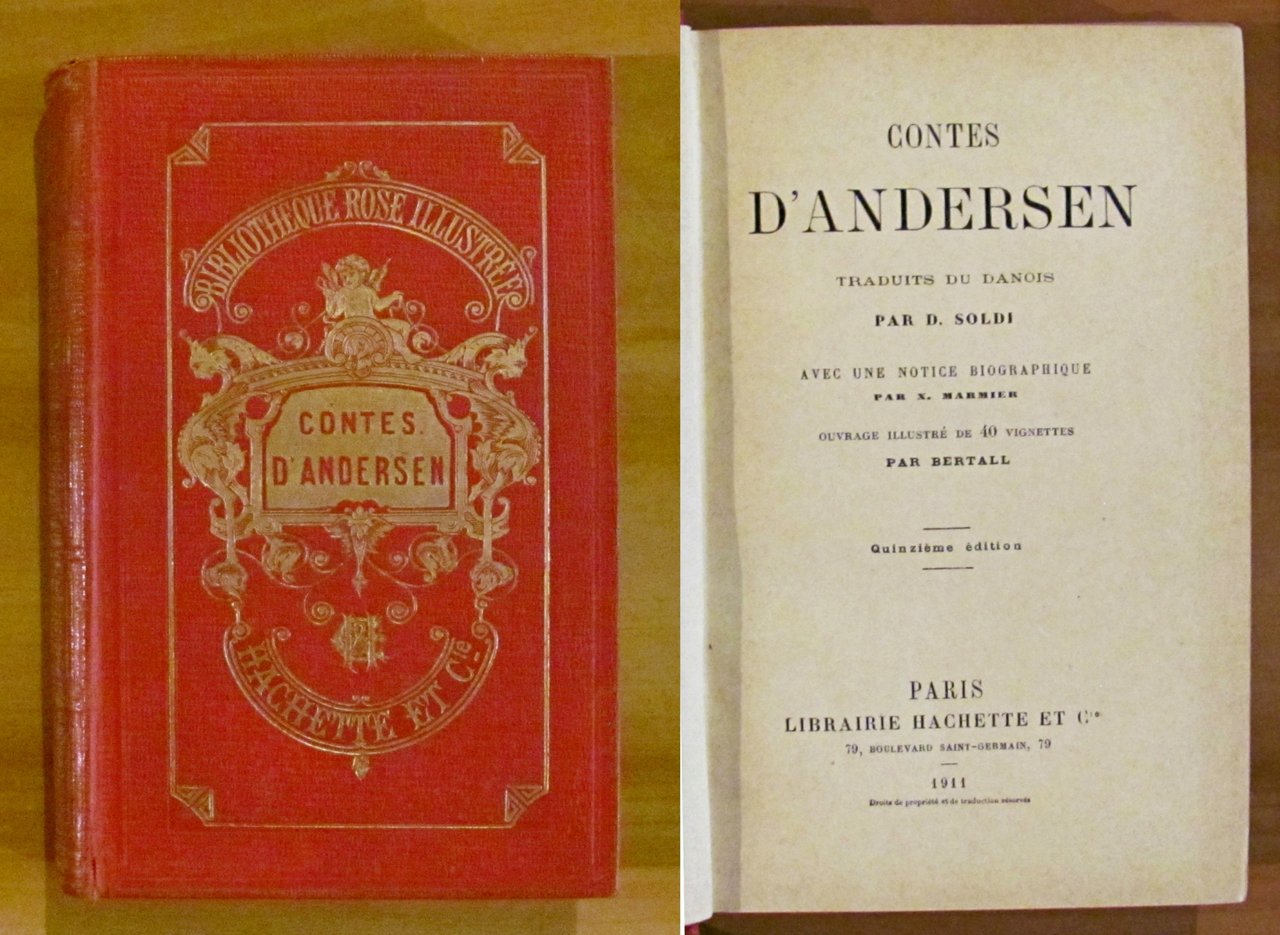 BIBLIOTHEQUE ROSE ILLUSTRÉE
CONTES.
D'ANDERSEN
HACHETTE ET Cie
CONTES
D'ANDERSEN
TRADUITS DU DANOIS
PAR D. SOLDI
AVEC UNE NOTICE BIOGRAPHIQUE
PAR X. MARMIER
OUVRAGE ILLUSTRÉ DE 40 VIGNETTES
PAR BERTALL
Quinzième édition
PARIS
LIBRAIRIE HACHETTE ET Cie
79, BOULEVARD SAINT-GERMAIN, 79
1911
Droits de propriété et de traduction réservés